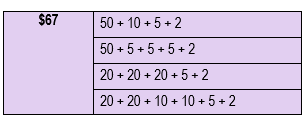 $67
50 + 10 + 5 + 2
50 + 5 + 5 + 5 + 2
20 + 20 + 20 + 5 + 2
20 + 20 + 10 + 10 + 5 + 2